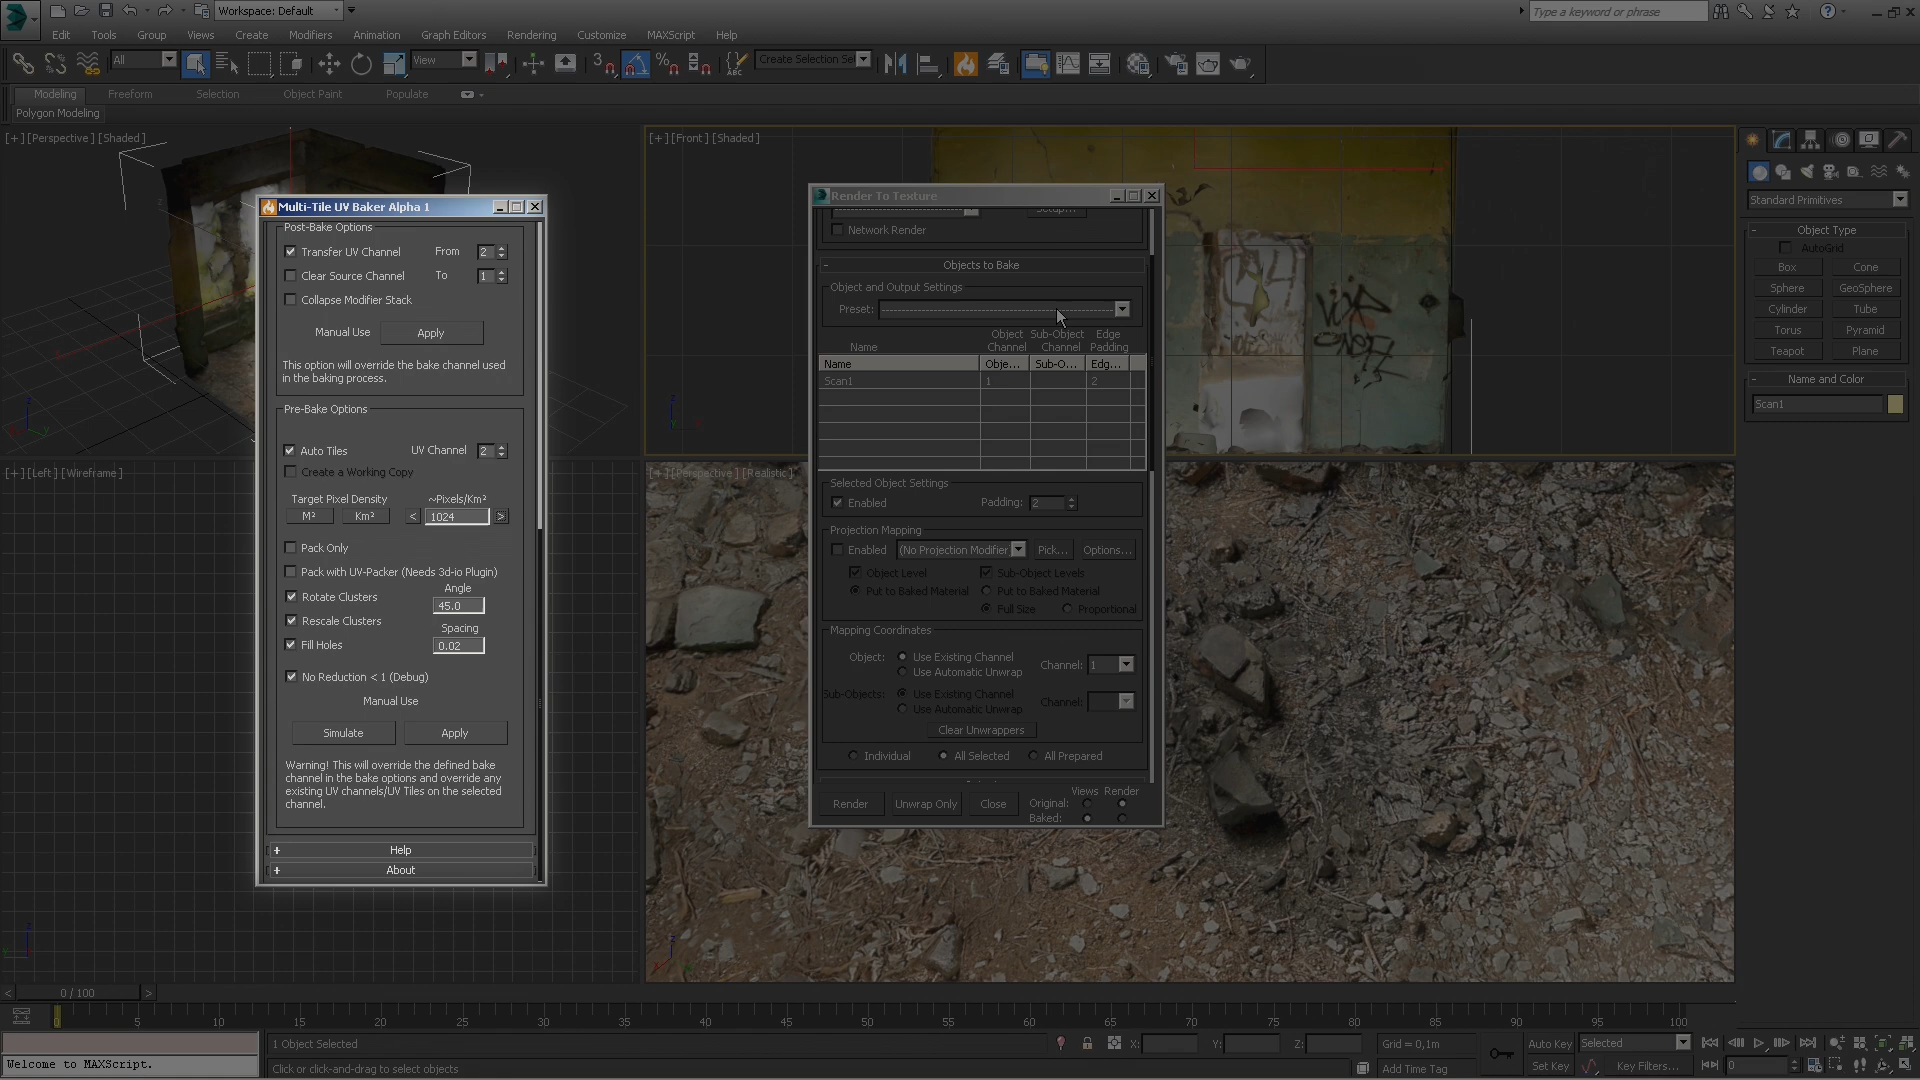 Workspace: Default
Type a keyword or phrase
Edit Tools Group Views Create Modifiers Animation Graph Editors Rendering Customize MAXScript Help
All
View
Create Selection Se
Modeling Freeform Selection Object Paint Populate
Polygon Modeling
[+][Perspective][Shaded]
[+][Front][Shaded]
Multi-Tile UV Baker Alpha 1
Post-Bake Options
Transfer UV Channel From 2
Clear Source Channel To 1
Collapse Modifier Stack
Manual Use Apply
This option will override the bake channel used
in the baking process.
Pre-Bake Options
Auto Tiles UV Channel 2
Create a Working Copy
Target Pixel Density ~Pixels/Km²
M² Km² < 1024 >
Pack Only
Pack with UV-Packer (Needs 3d-io Plugin)
Angle
Rotate Clusters 45.0
Rescale Clusters
Spacing
Fill Holes 0.02
No Reduction < 1 (Debug)
Manual Use
Simulate Apply
Warning! This will override the defined bake
channel in the bake options and override any
existing UV channels/UV Tiles on the selected
channel.
+ Help
+ About
Render To Texture
Network Render
- Objects to Bake
Object and Output Settings
Preset:
Object Sub-Object Edge
Name Channel Channel Padding
Name Obje... Sub-O... Edg...
Scan1 1 2
Selected Object Settings
Enabled Padding: 2
Projection Mapping
Enabled (No Projection Modifier Pick... Options...
Object Level Sub-Object Levels
Put to Baked Material Put to Baked Material
Full Size Proportional
Mapping Coordinates
Object: Use Existing Channel Channel: 1
Use Automatic Unwrap
Sub-Objects: Use Existing Channel Channel:
Use Automatic Unwrap
Clear Unwrappers
Individual All Selected All Prepared
Views Render
Render Unwrap Only Close Original:
Baked:
Standard Primitives
- Object Type
AutoGrid
Box Cone
Sphere GeoSphere
Cylinder Tube
Torus Pyramid
Teapot Plane
- Name and Color
Scan1
[+][Left][Wireframe]
[+][Perspective][Realistic]
< 0 / 100 >
0 5 10 15 20 25 30 35 40 45 50 55 60 65 70 75 80 85 90 95 100
Welcome to MAXScript.
1 Object Selected
Click or click-and-drag to select objects
X: Y: Z: Grid = 0,1m
Add Time Tag
Auto Key Selected
Set Key Key Filters...
0